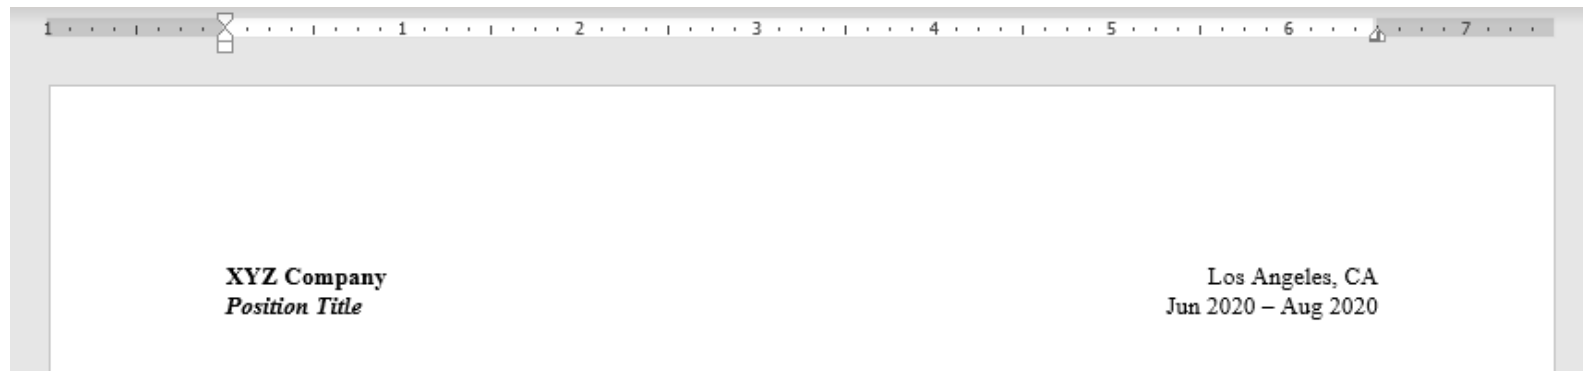 1 1 2 3 4 5 6 7
XYZ Company Los Angeles, CA
Position Title Jun 2020 – Aug 2020